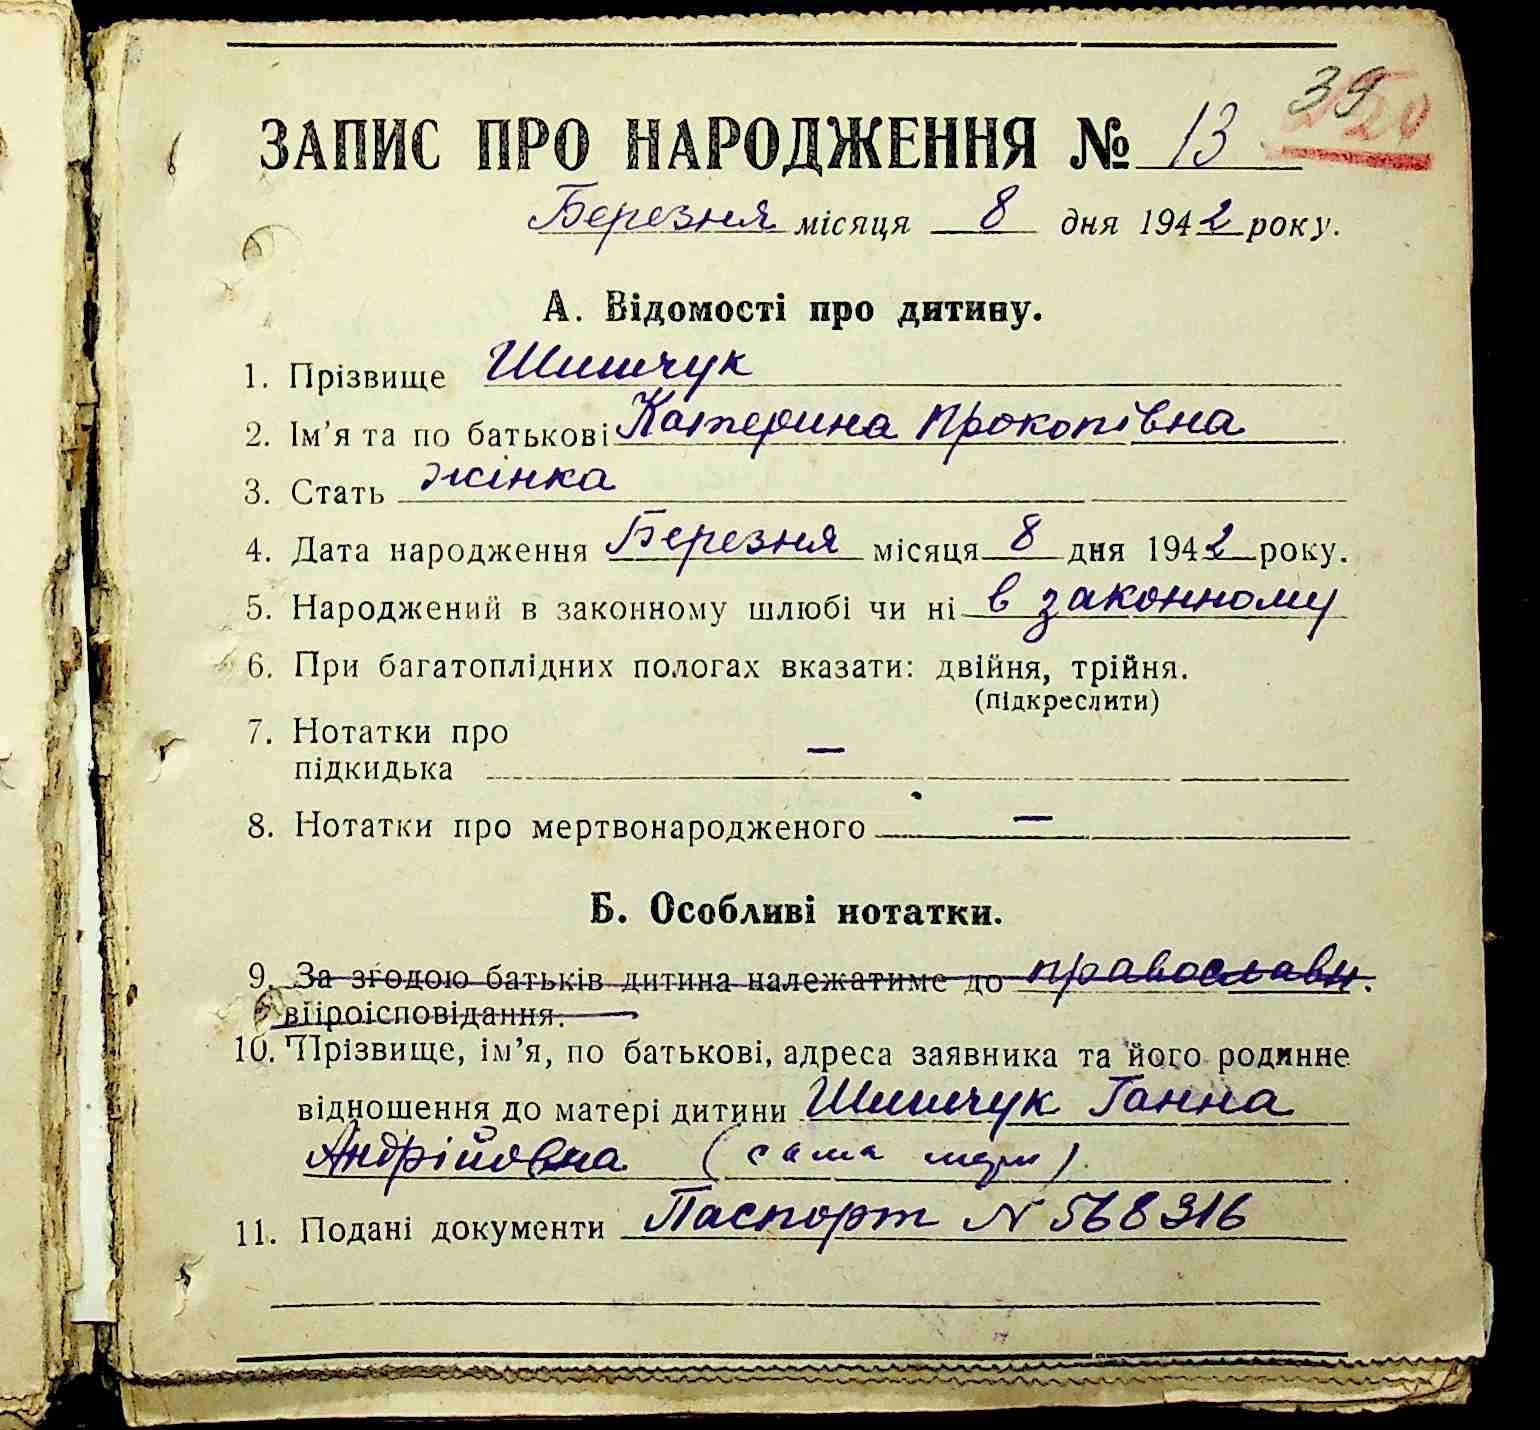 39
ЗАПИС ПРО НАРОДЖЕННЯ № 13
Березня місяця 8 дня 1942 року.
А. Відомості про дитину.
1. Прізвище Шишчук
2. Ім'я та по батькові Катерина Прокопівна
3. Стать жінка
4. Дата народження Березня місяця 8 дня 1942 року.
5. Народжений в законному шлюбі чи ні в законному
6. При багатоплідних пологах вказати: двійня, трійня.
(підкреслити)
7. Нотатки про
підкидька —
8. Нотатки про мертвонародженого —
Б. Особливі нотатки.
9. За згодою батьків дитина належатиме до православн.
віроісповідання.
10. Прізвище, ім'я, по батькові, адреса заявника та його родинне
відношення до матері дитини Шишчук Ганна
Андрійовна (сама мати)
11. Подані документи Паспорт N 568316